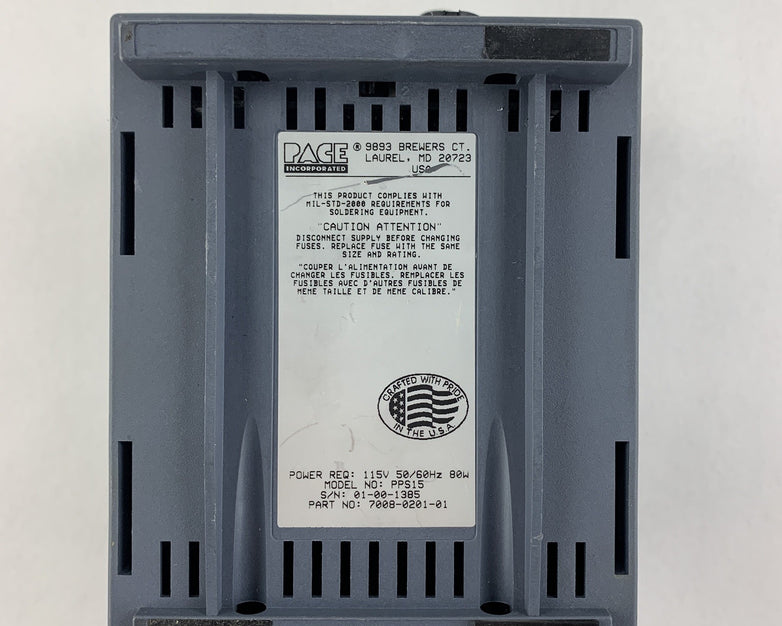 PACE ® 9893 BREWERS CT.
INCORPORATED LAUREL, MD 20723
USA
THIS PRODUCT COMPLIES WITH
MIL-STD-2000 REQUIREMENTS FOR
SOLDERING EQUIPMENT.
"CAUTION ATTENTION"
DISCONNECT SUPPLY BEFORE CHANGING
FUSES. REPLACE FUSE WITH THE SAME
SIZE AND RATING.
"COUPER L'ALIMENTATION AVANT DE
CHANGER LES FUSIBLES. REMPLACER LES
FUSIBLES AVEC D'AUTRES FUSIBLES DE
MEME TAILLE ET DE MEME CALIBRE."
CRAFTED WITH PRIDE
IN THE U.S.A.
POWER REQ: 115V 50/60Hz 80W
MODEL NO: PPS15
S/N: 01-00-1385
PART NO: 7008-0201-01